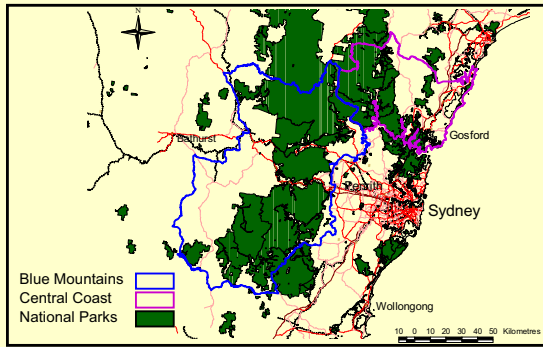 N
Bathurst
Gosford
Penrith
Sydney
Blue Mountains
Central Coast
National Parks
Wollongong
10 0 10 20 30 40 50 Kilometres